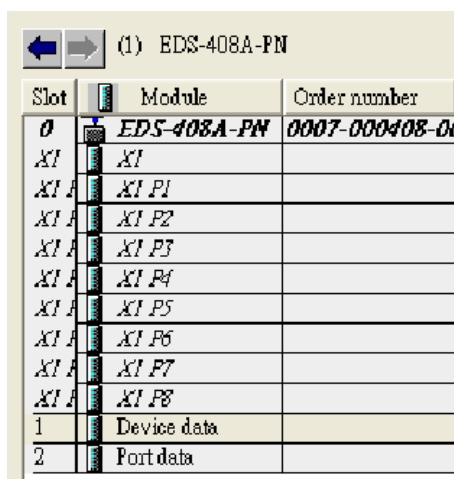 (1) EDS-408A-PN
Slot Module Order number
0 EDS-408A-PN 0007-000408-0
X1 X1
X1 X1 P1
X1 X1 P2
X1 X1 P3
X1 X1 P4
X1 X1 P5
X1 X1 P6
X1 X1 P7
X1 X1 P8
1 Device data
2 Port data